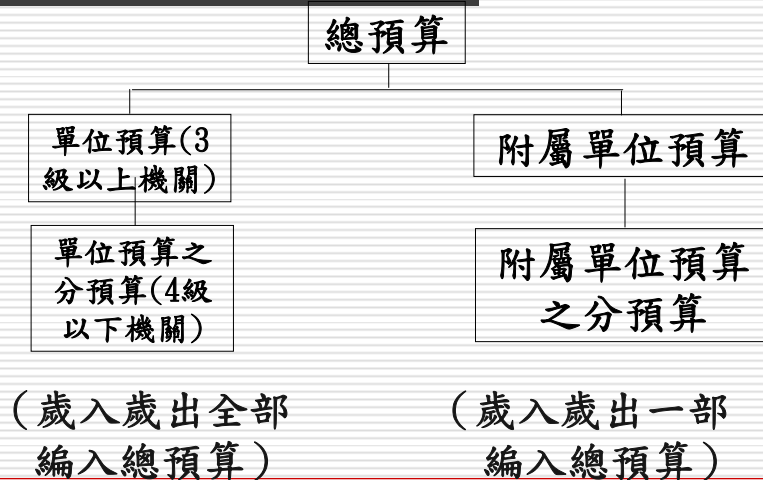 總預算
單位預算(3
級以上機關)
附屬單位預算
單位預算之
分預算(4級
以下機關)
附屬單位預算
之分預算
（歲入歲出全部
編入總預算）
（歲入歲出一部
編入總預算）